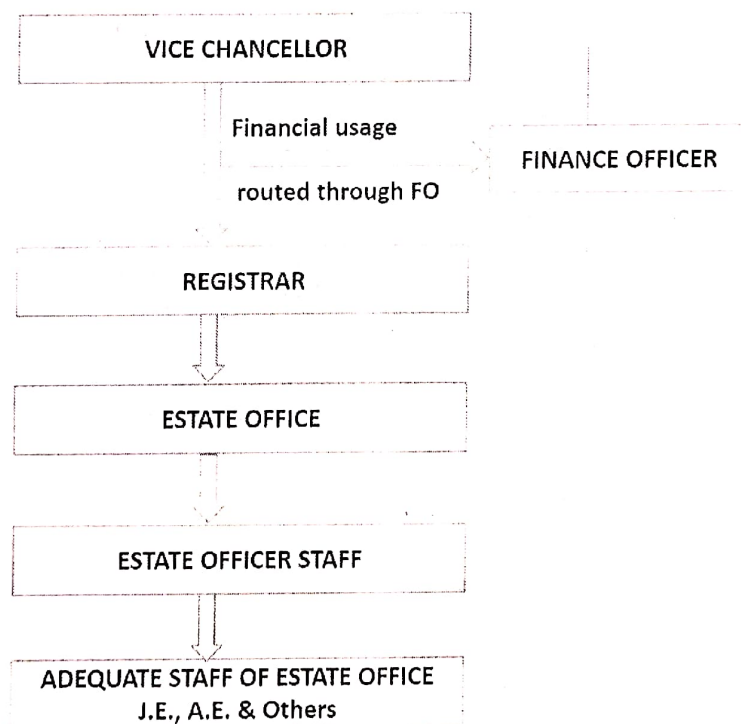 VICE CHANCELLOR
Financial usage
FINANCE OFFICER
routed through FO
REGISTRAR
ESTATE OFFICE
ESTATE OFFICER STAFF
ADEQUATE STAFF OF ESTATE OFFICE
J.E., A.E. & Others